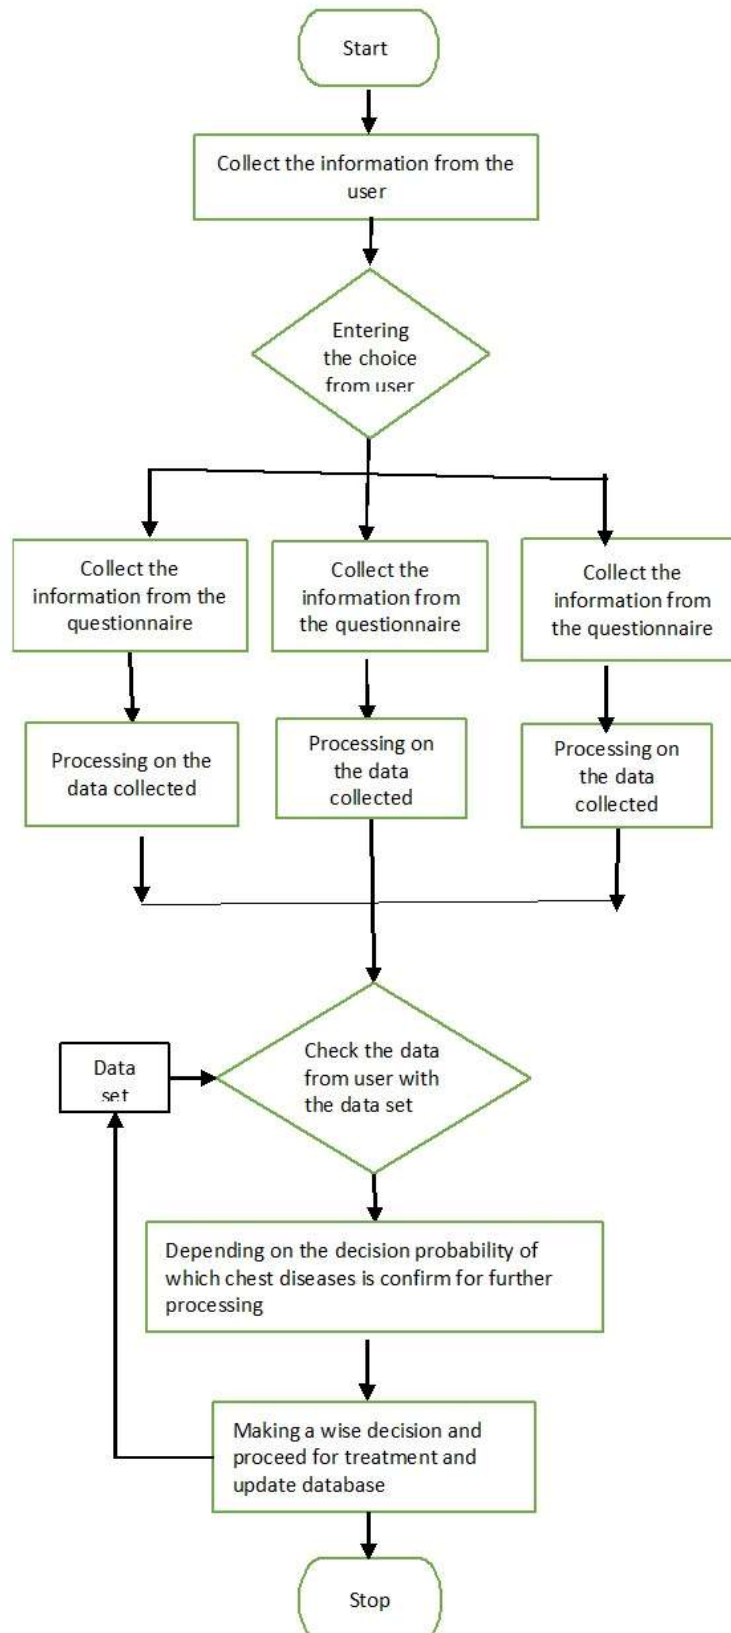 Start
Collect the information from the
user
Entering
the choice
from user
Collect the
information from the
questionnaire
Collect the
information from
the questionnaire
Collect the
information from
the questionnaire
Processing on the
data collected
Processing on
the data
collected
Processing on
the data
collected
Data
set
Check the data
from user with
the data set
Depending on the decision probability of
which chest diseases is confirm for further
processing
Making a wise decision and
proceed for treatment and
update database
Stop